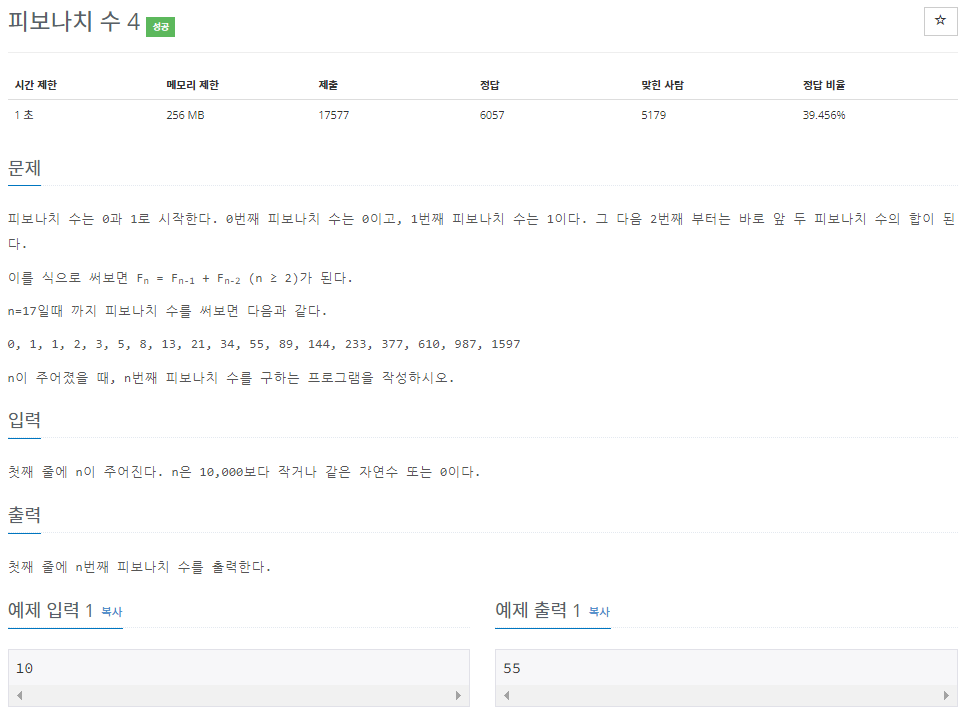 피보나치 수 4 성공
☆
시간 제한 메모리 제한 제출 정답 맞힌 사람 정답 비율
1 초 256 MB 17577 6057 5179 39.456%
문제
피보나치 수는 0과 1로 시작한다. 0번째 피보나치 수는 0이고, 1번째 피보나치 수는 1이다. 그 다음 2번째 부터는 바로 앞 두 피보나치 수의 합이 된
다.
이를 식으로 써보면 Fn = Fn-1 + Fn-2 (n ≥ 2)가 된다.
n=17일때 까지 피보나치 수를 써보면 다음과 같다.
0, 1, 1, 2, 3, 5, 8, 13, 21, 34, 55, 89, 144, 233, 377, 610, 987, 1597
n이 주어졌을 때, n번째 피보나치 수를 구하는 프로그램을 작성하시오.
입력
첫째 줄에 n이 주어진다. n은 10,000보다 작거나 같은 자연수 또는 0이다.
출력
첫째 줄에 n번째 피보나치 수를 출력한다.
예제 입력 1 복사
10
예제 출력 1 복사
55